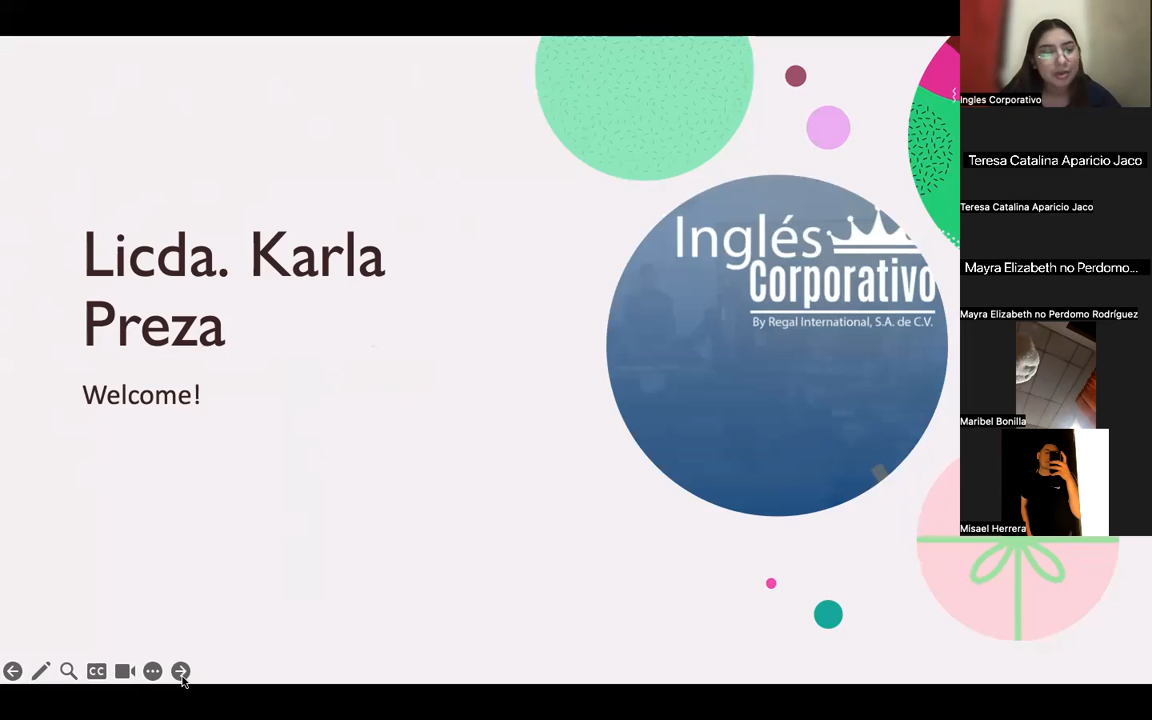 Licda. Karla
Preza
Welcome!
Inglés
Corporativo
By Regal International, S.A. de C.V.
CC
Ingles Corporativo
Teresa Catalina Aparicio Jaco
Teresa Catalina Aparicio Jaco
Mayra Elizabeth no Perdomo...
Mayra Elizabeth no Perdomo Rodríguez
Maribel Bonilla
Misael Herrera